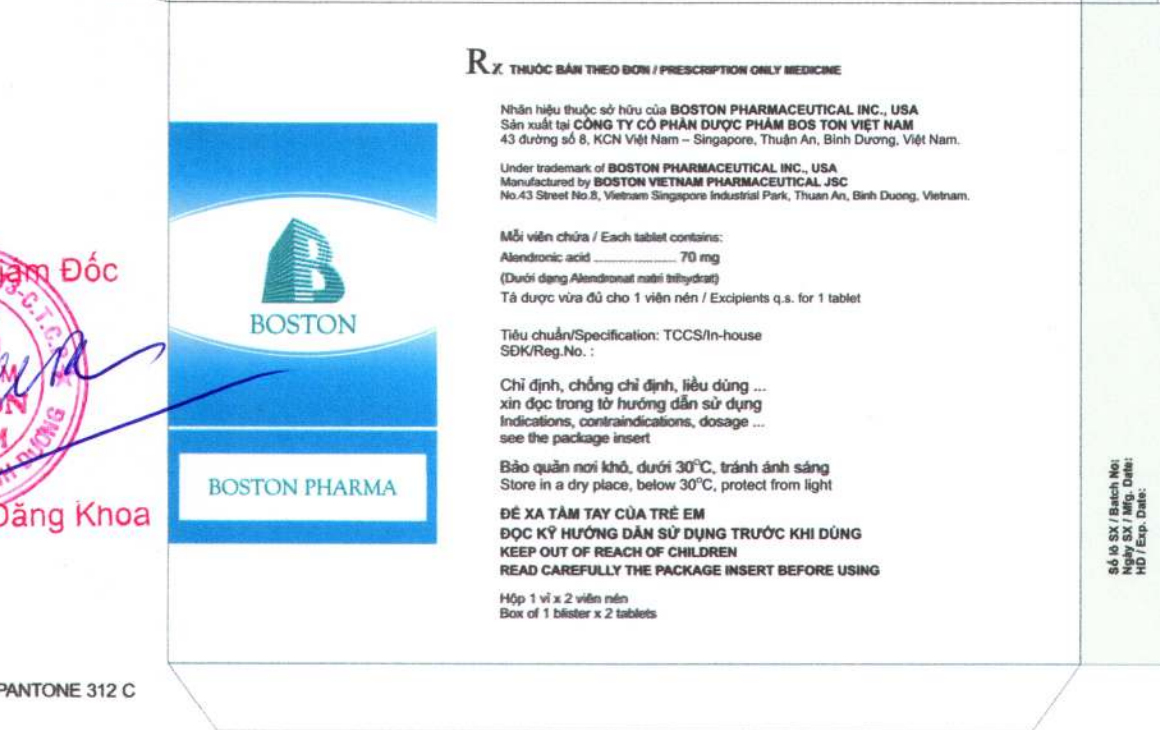 Rx THUỐC BÁN THEO ĐƠN / PRESCRIPTION ONLY MEDICINE
Nhãn hiệu thuộc sở hữu của BOSTON PHARMACEUTICAL INC., USA
Sản xuất tại CÔNG TY CỔ PHẦN DƯỢC PHẨM BOS TON VIỆT NAM
43 đường số 8, KCN Việt Nam – Singapore, Thuận An, Bình Dương, Việt Nam.
Under trademark of BOSTON PHARMACEUTICAL INC., USA
Manufactured by BOSTON VIETNAM PHARMACEUTICAL JSC
No.43 Street No.8, Vietnam Singapore Industrial Park, Thuan An, Binh Duong, Vietnam.
Mỗi viên chứa / Each tablet contains:
Alendronic acid ........................ 70 mg
(Dưới dạng Alendronat natri trihydrat)
Tá dược vừa đủ cho 1 viên nén / Excipients q.s. for 1 tablet
Tiêu chuẩn/Specification: TCCS/In-house
SĐK/Reg.No. :
Chỉ định, chống chỉ định, liều dùng ...
xin đọc trong tờ hướng dẫn sử dụng
Indications, contraindications, dosage ...
see the package insert
Bảo quản nơi khô, dưới 30°C, tránh ánh sáng
Store in a dry place, below 30°C, protect from light
ĐỂ XA TẦM TAY CỦA TRẺ EM
ĐỌC KỸ HƯỚNG DẪN SỬ DỤNG TRƯỚC KHI DÙNG
KEEP OUT OF REACH OF CHILDREN
READ CAREFULLY THE PACKAGE INSERT BEFORE USING
Hộp 1 vỉ x 2 viên nén
Box of 1 blister x 2 tablets
BOSTON
BOSTON PHARMA
Số lô SX / Batch No:
Ngày SX / Mfg. Date:
HD / Exp. Date:
Đốc
Đăng Khoa
PANTONE 312 C